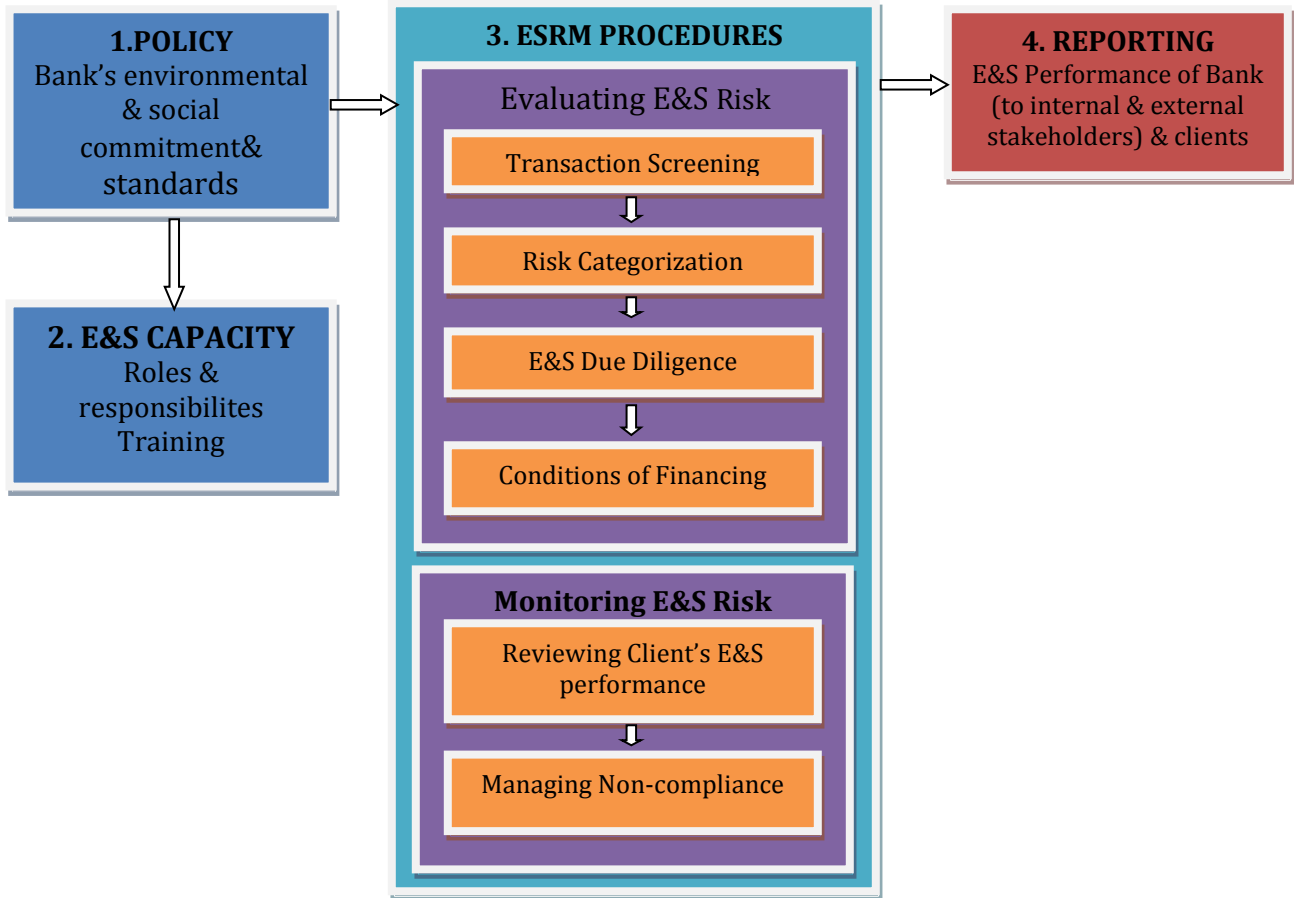 1.POLICY
Bank’s environmental
& social
commitment&
standards
2. E&S CAPACITY
Roles &
responsibilites
Training
3. ESRM PROCEDURES
Evaluating E&S Risk
Transaction Screening
Risk Categorization
E&S Due Diligence
Conditions of Financing
Monitoring E&S Risk
Reviewing Client’s E&S
performance
Managing Non-compliance
4. REPORTING
E&S Performance of Bank
(to internal & external
stakeholders) & clients